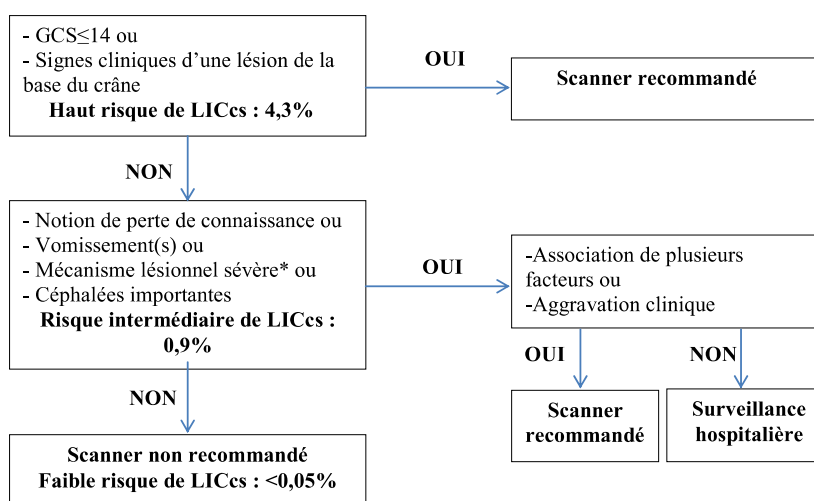 - GCS≤14 ou
- Signes cliniques d’une lésion de la
base du crâne
Haut risque de LICcs : 4,3%
OUI
Scanner recommandé
NON
- Notion de perte de connaissance ou
- Vomissement(s) ou
- Mécanisme lésionnel sévère* ou
- Céphalées importantes
Risque intermédiaire de LICcs :
0,9%
OUI
-Association de plusieurs
facteurs ou
-Aggravation clinique
OUI
NON
Scanner
recommandé
Surveillance
hospitalière
NON
Scanner non recommandé
Faible risque de LICcs : <0,05%